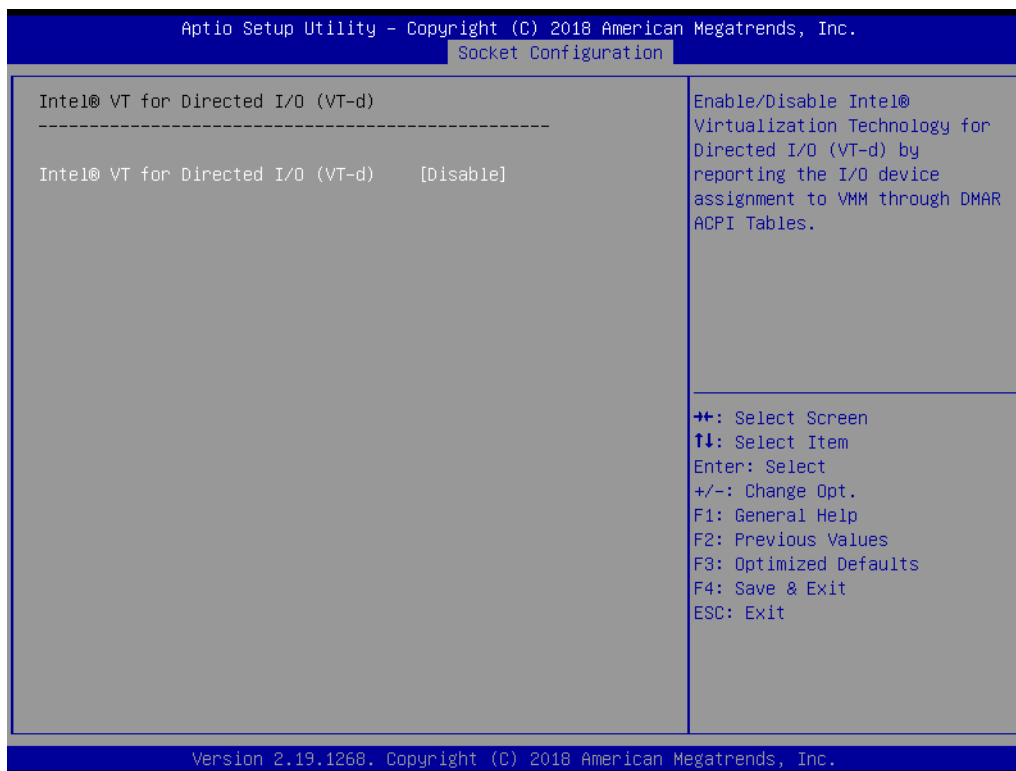 Aptio Setup Utility – Copyright (C) 2018 American Megatrends, Inc.
Socket Configuration
Intel® VT for Directed I/O (VT-d)
--------------------------------------------------
Intel® VT for Directed I/O (VT-d) [Disable]
Enable/Disable Intel®
Virtualization Technology for
Directed I/O (VT-d) by
reporting the I/O device
assignment to VMM through DMAR
ACPI Tables.
→←: Select Screen
↑↓: Select Item
Enter: Select
+/-: Change Opt.
F1: General Help
F2: Previous Values
F3: Optimized Defaults
F4: Save & Exit
ESC: Exit
Version 2.19.1268. Copyright (C) 2018 American Megatrends, Inc.